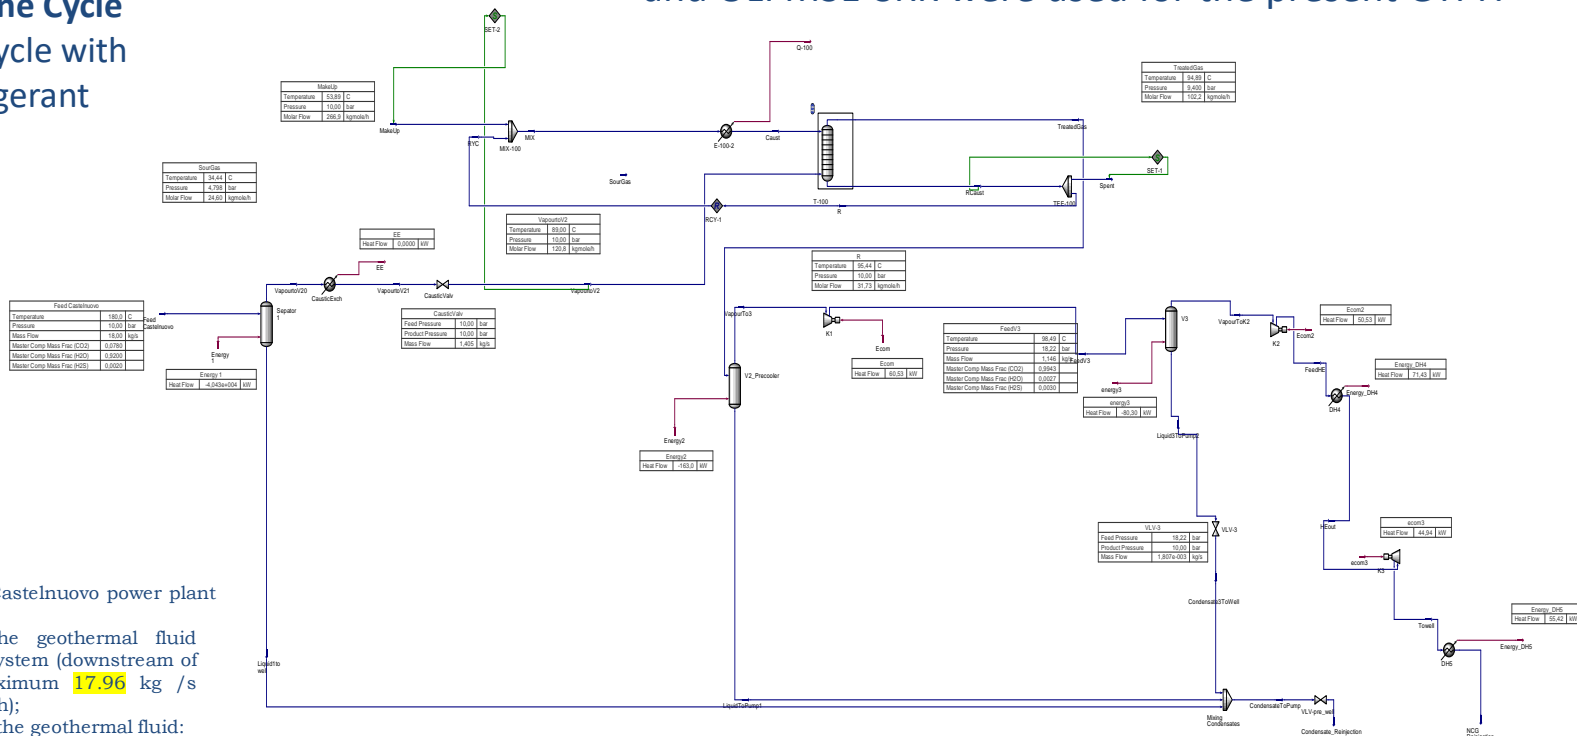 ne Cycle
ycle with
gerant
and GEMA
SET-2
Q-100
MakeUp
Temperature 53,89 C
Pressure 10,00 bar
Molar Flow 266,9 kgmole/h
TreatedGas
Temperature 94,89 C
Pressure 9,400 bar
Molar Flow 102,2 kgmole/h
MakeUp
RYC
MIX-100
MIX
E-100-2
Caust
TreatedGas
SourGas
Temperature 34,44 C
Pressure 4,798 bar
Molar Flow 24,60 kgmole/h
SourGas
SET-1
RCaust
Spent
TEE-100
T-100
R
RCY-1
VapourtoV2
Temperature 89,00 C
Pressure 10,00 bar
Molar Flow 120,8 kgmole/h
EE
Heat Flow 0,0000 kW
EE
R
Temperature 95,44 C
Pressure 10,00 bar
Molar Flow 31,73 kgmole/h
VapourtoV20
CausticExch
VapourtoV21
CausticValv
VapourtoV2
Feed Castelnuovo
Temperature 180,0 C
Pressure 10,00 bar
Mass Flow 18,00 kg/s
Master Comp Mass Frac (CO2) 0,0780
Master Comp Mass Frac (H2O) 0,9200
Master Comp Mass Frac (H2S) 0,0020
Feed
Castelnuovo
Sepator
1
Energy
1
Energy 1
Heat Flow -4,043e+004 kW
CausticValv
Feed Pressure 10,00 bar
Product Pressure 10,00 bar
Mass Flow 1,405 kg/s
VapourTo3
K1
Ecom
Ecom
Heat Flow 60,53 kW
V2_Precooler
Energy2
Energy2
Heat Flow -163,0 kW
FeedV3
Temperature 98,49 C
Pressure 18,22 bar
Mass Flow 1,146 kg/s
Master Comp Mass Frac (CO2) 0,9943
Master Comp Mass Frac (H2O) 0,0027
Master Comp Mass Frac (H2S) 0,0030
FeedV3
V3
VapourToK2
K2
Ecom2
Ecom2
Heat Flow 50,53 kW
FeedHE
energy3
energy3
Heat Flow -80,30 kW
Energy_DH4
Heat Flow 71,43 kW
Energy_DH4
DH4
Liquid3ToPump2
VLV-3
Feed Pressure 18,22 bar
Product Pressure 10,00 bar
Mass Flow 1,807e-003 kg/s
VLV-3
HEout
ecom3
Heat Flow 44,94 kW
ecom3
K3
Condensate3ToWell
Towell
Energy_DH5
Heat Flow 55,42 kW
Energy_DH5
DH5
Castelnuovo power plant
he geothermal fluid
ystem (downstream of
ximum 17.96 kg /s
h);
the geothermal fluid:
Liquid1to
well
LiquidToPump1
Mixing
Condensates
CondensateToPump
VLV-pre_well
Condensate_Reinjection
NCG